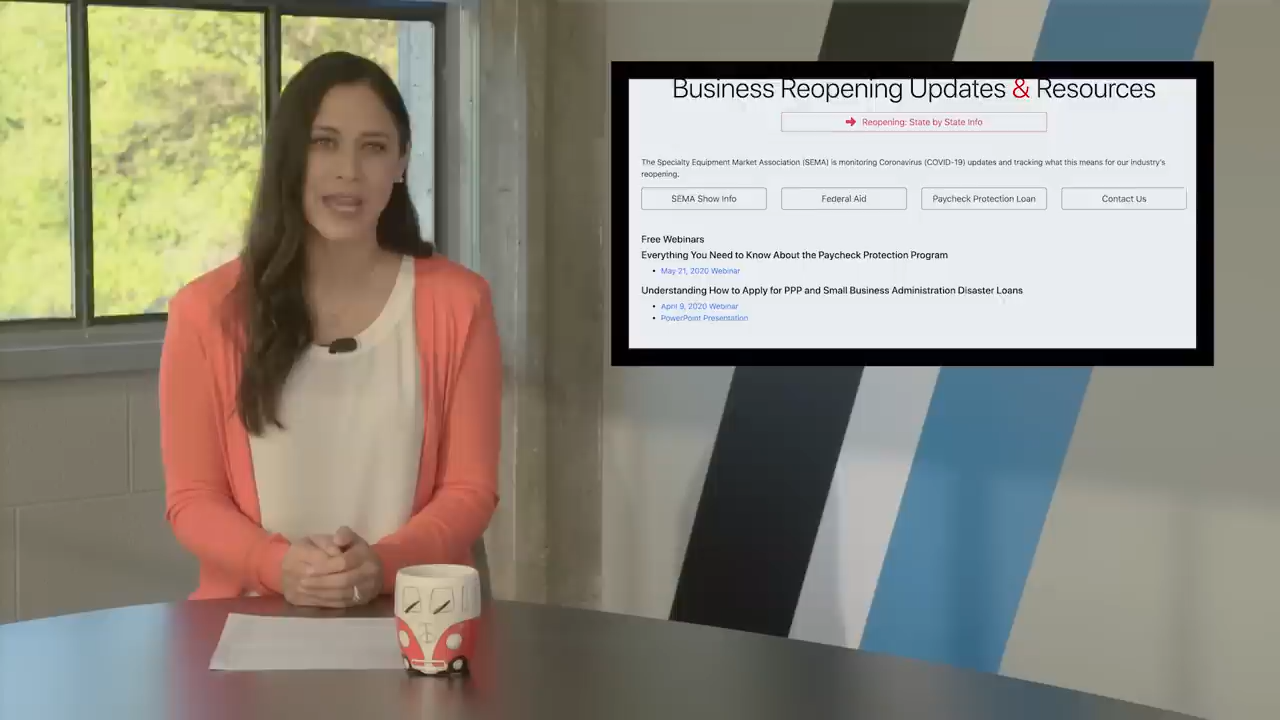 Business Reopening Updates & Resources
Reopening: State by State Info
The Specialty Equipment Market Association (SEMA) is monitoring Coronavirus (COVID-19) updates and tracking what this means for our industry's
reopening.
SEMA Show Info
Federal Aid
Paycheck Protection Loan
Contact Us
Free Webinars
Everything You Need to Know About the Paycheck Protection Program
• May 21, 2020 Webinar
Understanding How to Apply for PPP and Small Business Administration Disaster Loans
• April 9, 2020 Webinar
• PowerPoint Presentation